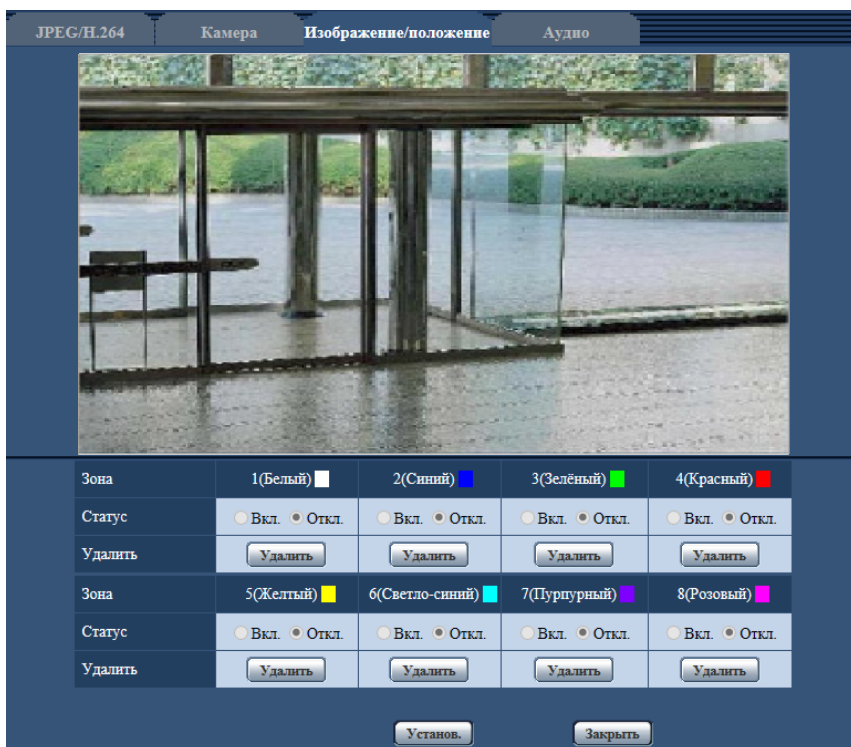 JPEG/H.264 Камера Изображение/положение Аудио
Зона 1(Белый) 2(Синий) 3(Зелёный) 4(Красный)
Статус Вкл. Откл. Вкл. Откл. Вкл. Откл. Вкл. Откл.
Удалить Удалить Удалить Удалить Удалить
Зона 5(Желтый) 6(Светло-синий) 7(Пурпурный) 8(Розовый)
Статус Вкл. Откл. Вкл. Откл. Вкл. Откл. Вкл. Откл.
Удалить Удалить Удалить Удалить Удалить
Установ. Закрыть